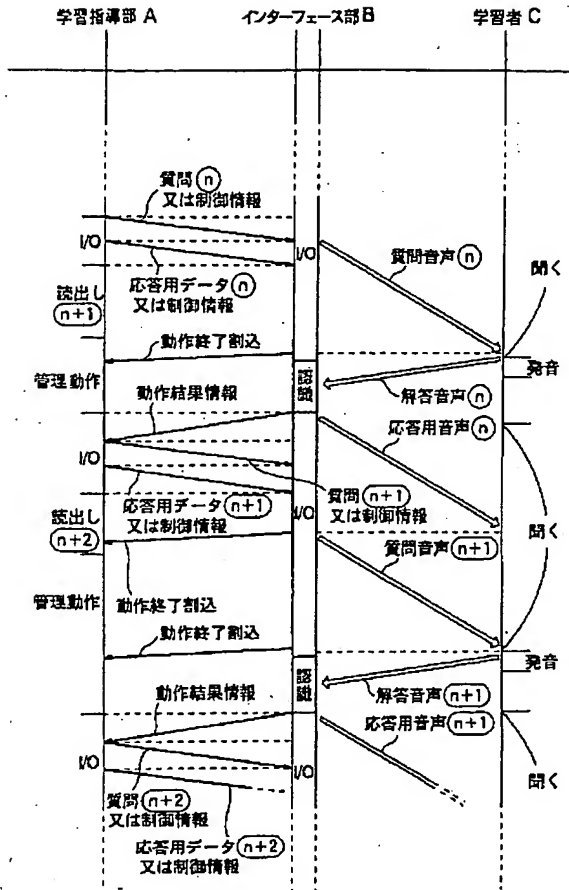 学習指導部 A
インターフェース部 B
学習者 C
質問 n
又は制御情報
I/O
I/O
質問音声 n
聞く
応答用データ n
又は制御情報
読出し
n+1
動作終了割込
発音
管理動作
認識
動作結果情報
解答音声 n
応答用音声 n
I/O
質問 n+1
又は制御情報
I/O
応答用データ n+1
又は制御情報
読出し
n+2
聞く
質問音声 n+1
管理動作
動作終了割込
動作終了割込
発音
認識
解答音声 n+1
動作結果情報
応答用音声 n+1
I/O
I/O
聞く
質問 n+2
又は制御情報
応答用データ n+2
又は制御情報